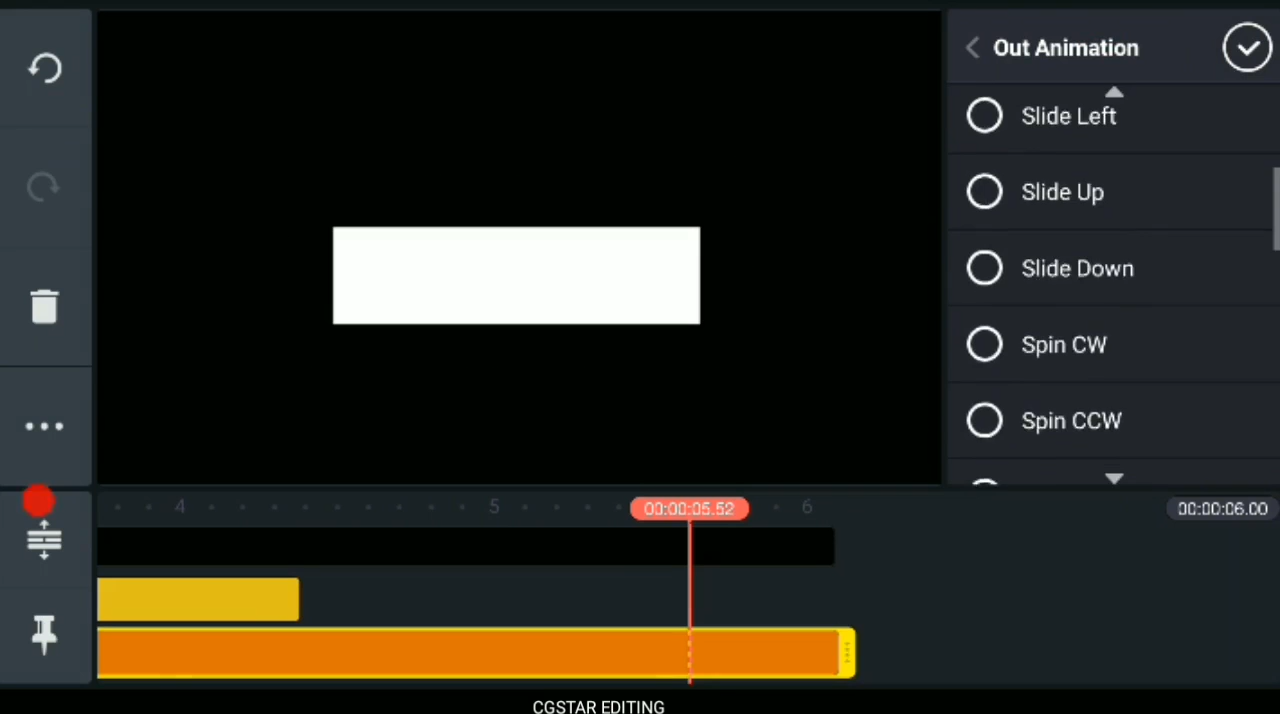 Out Animation
Slide Left
Slide Up
Slide Down
Spin CW
Spin CCW
4
5
00:00:05.52
6
00:00:06.00
CGSTAR EDITING